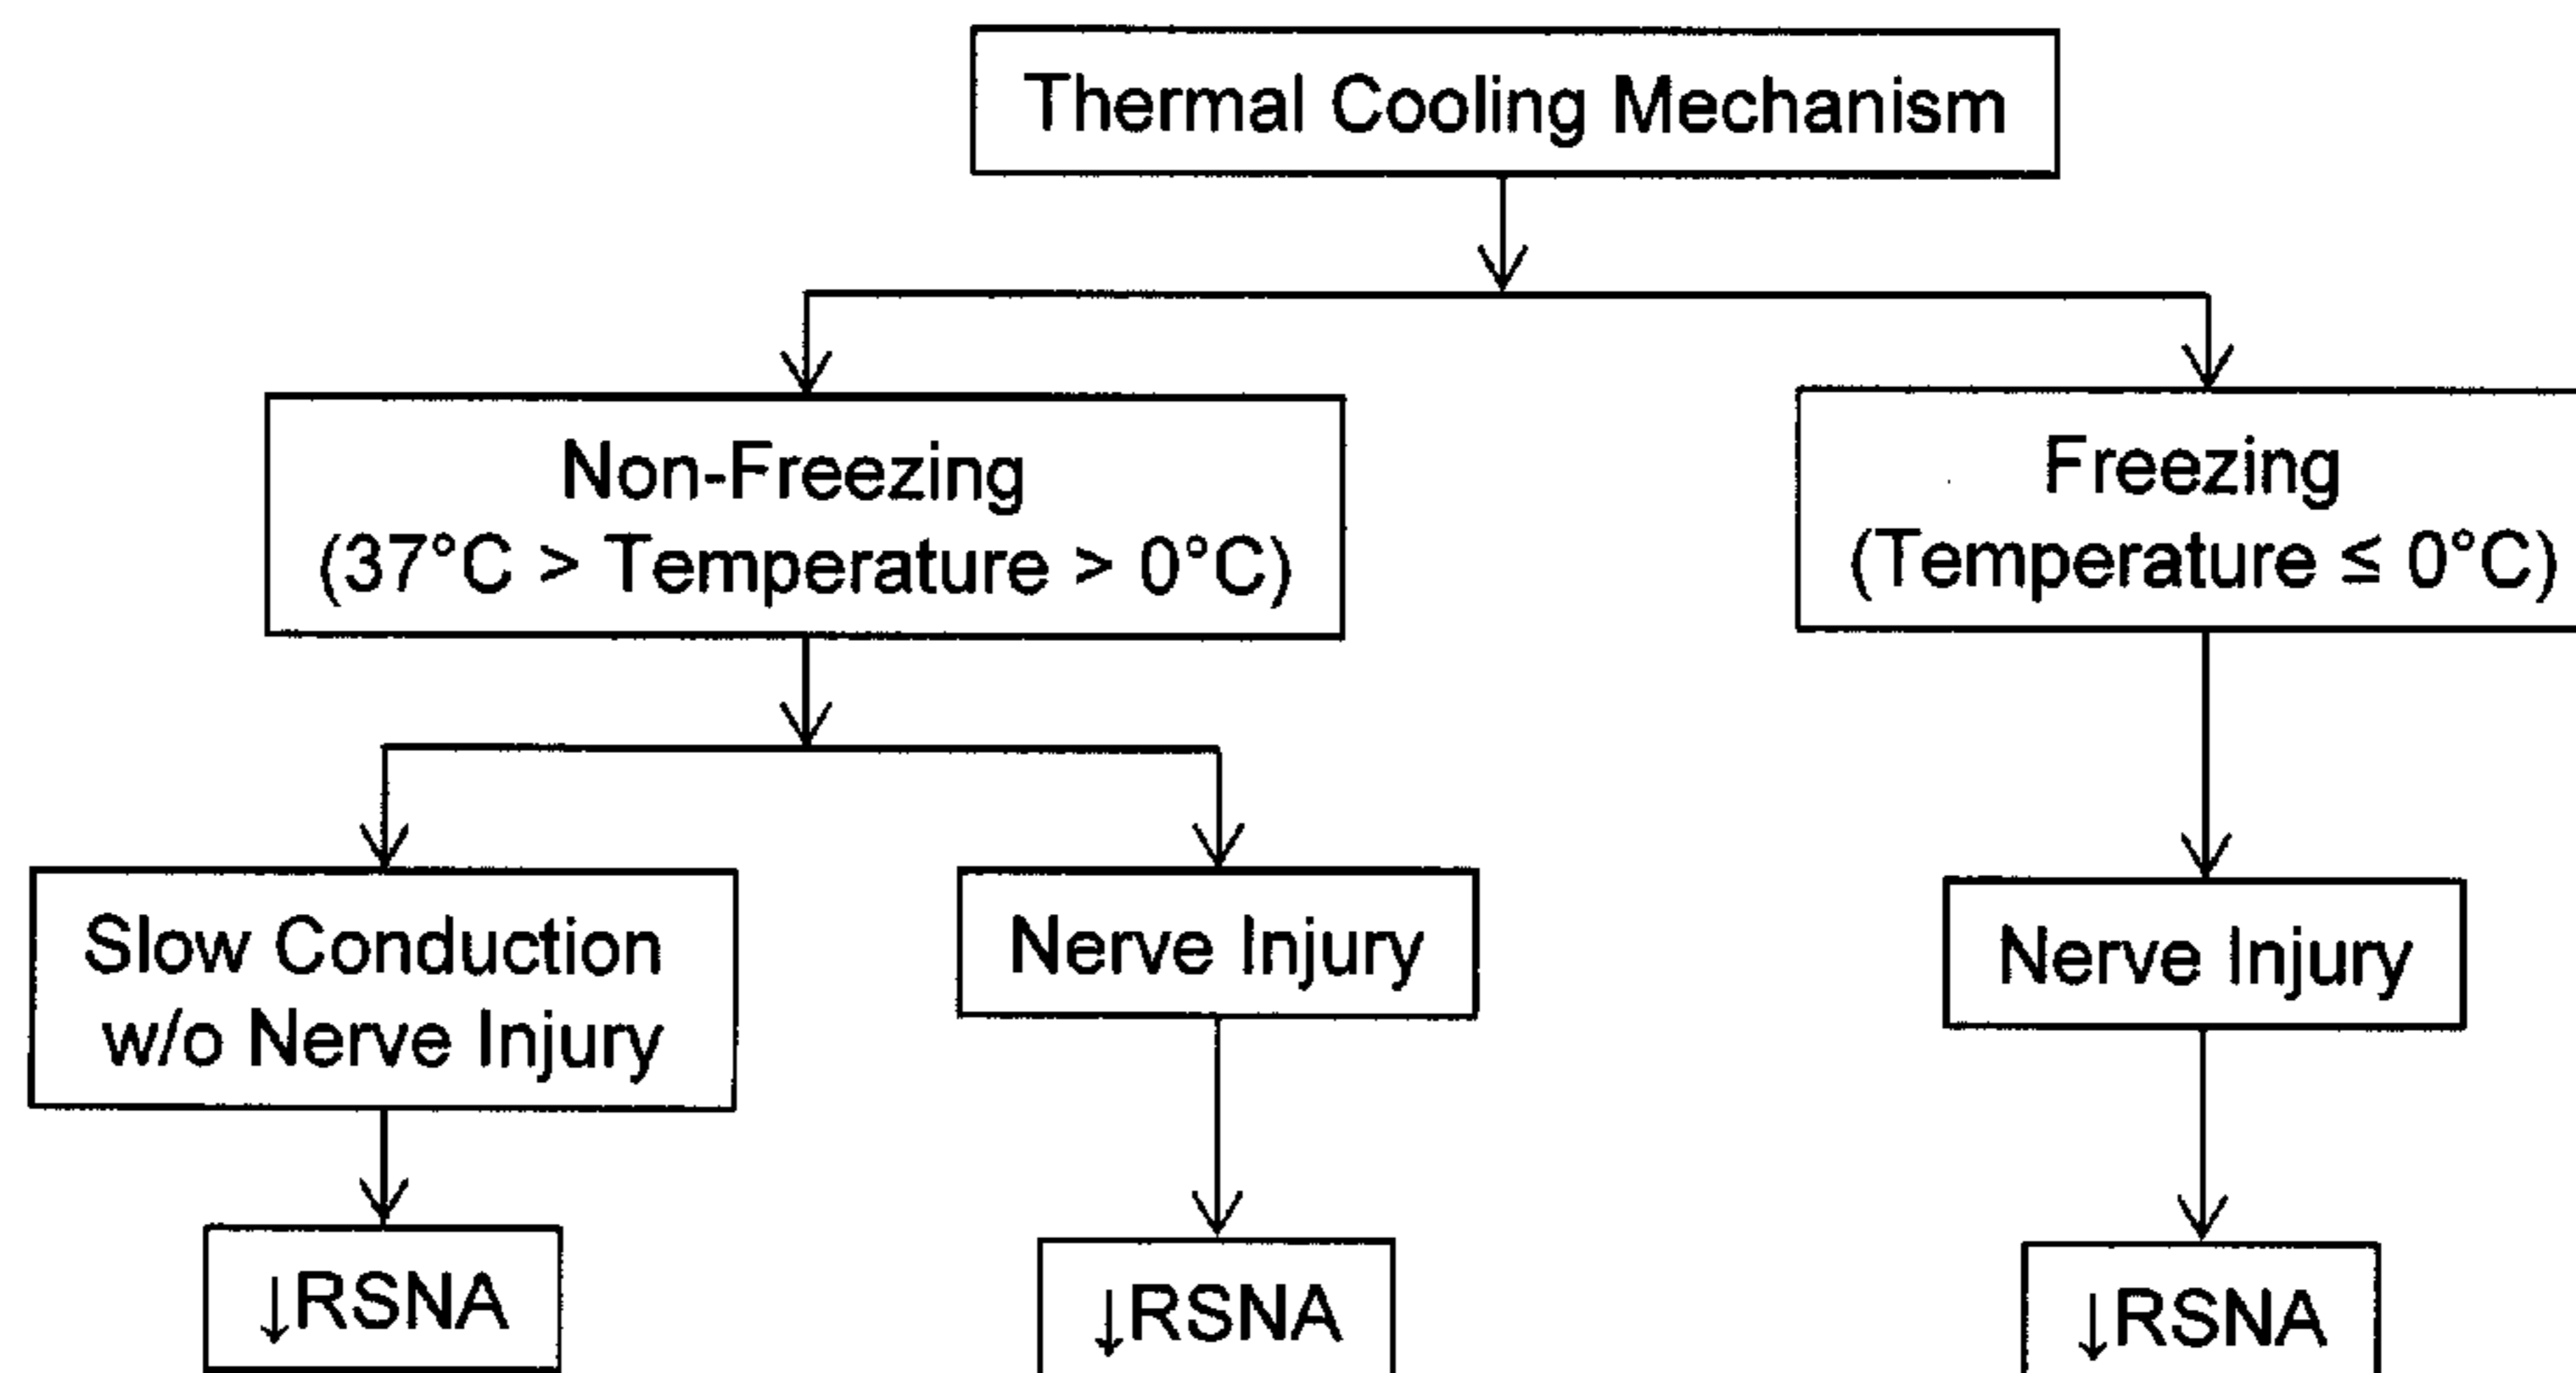 Thermal Cooling Mechanism
Non-Freezing
(37°C > Temperature > 0°C)
Freezing
(Temperature ≤ 0°C)
Slow Conduction
w/o Nerve Injury
Nerve Injury
Nerve Injury
↓RSNA
↓RSNA
↓RSNA